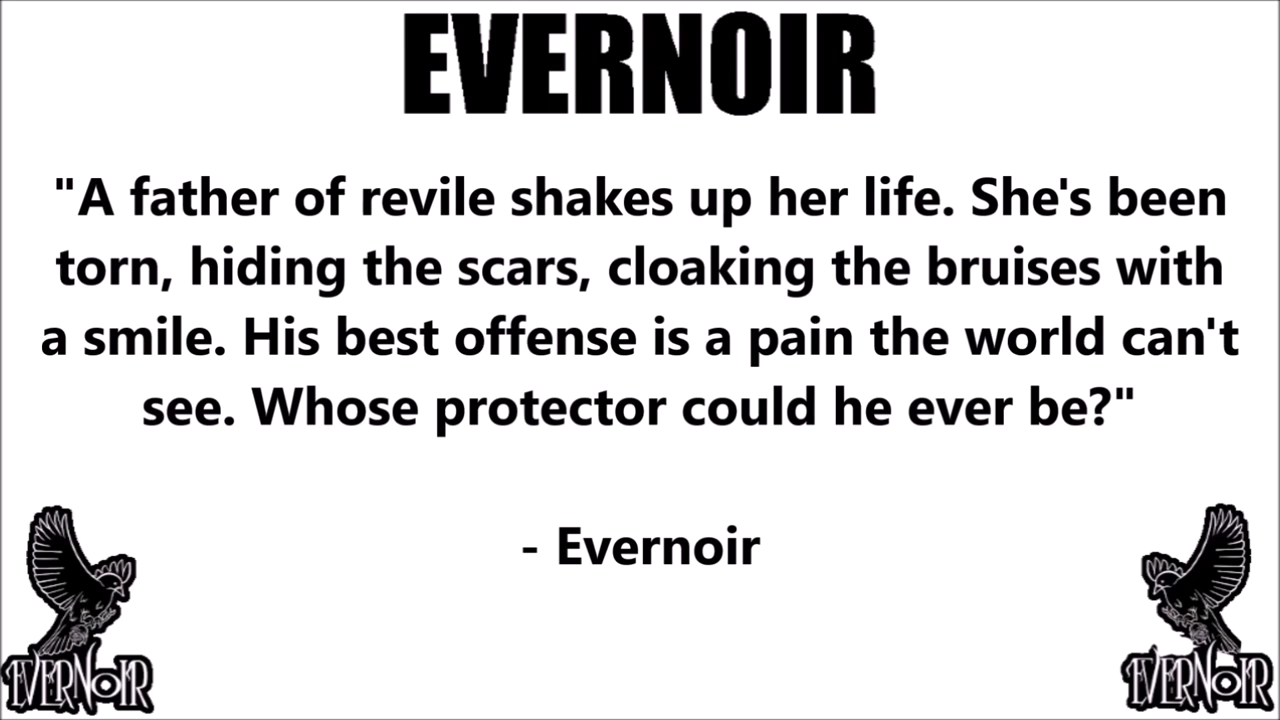 EVERNOIR
"A father of revile shakes up her life. She's been
torn, hiding the scars, cloaking the bruises with
a smile. His best offense is a pain the world can't
see. Whose protector could he ever be?"
- Evernoir
EVERNOIR
EVERNOIR